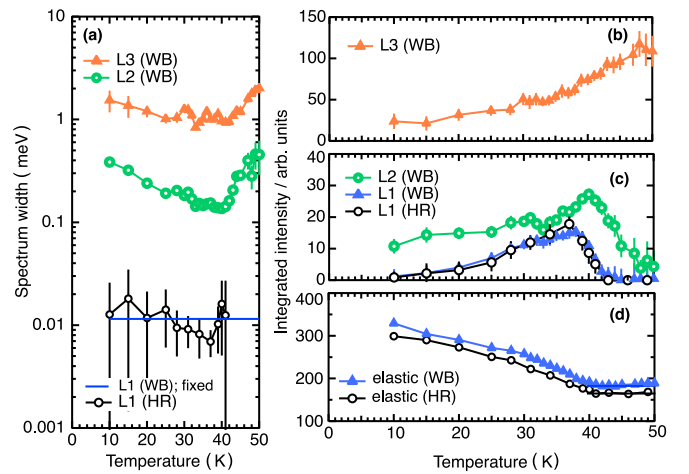 (a)
L3 (WB)
L2 (WB)
10
1
0.1
0.01
0.001
Spectrum width ( meV )
L1 (WB); fixed
L1 (HR)
0 10 20 30 40 50
Temperature ( K )
(b)
L3 (WB)
150
100
50
0
(c)
L2 (WB)
L1 (WB)
L1 (HR)
40
30
20
10
0
Integrated intensity / arb. units
(d)
elastic (WB)
elastic (HR)
400
300
200
100
0 10 20 30 40 50
Temperature ( K )